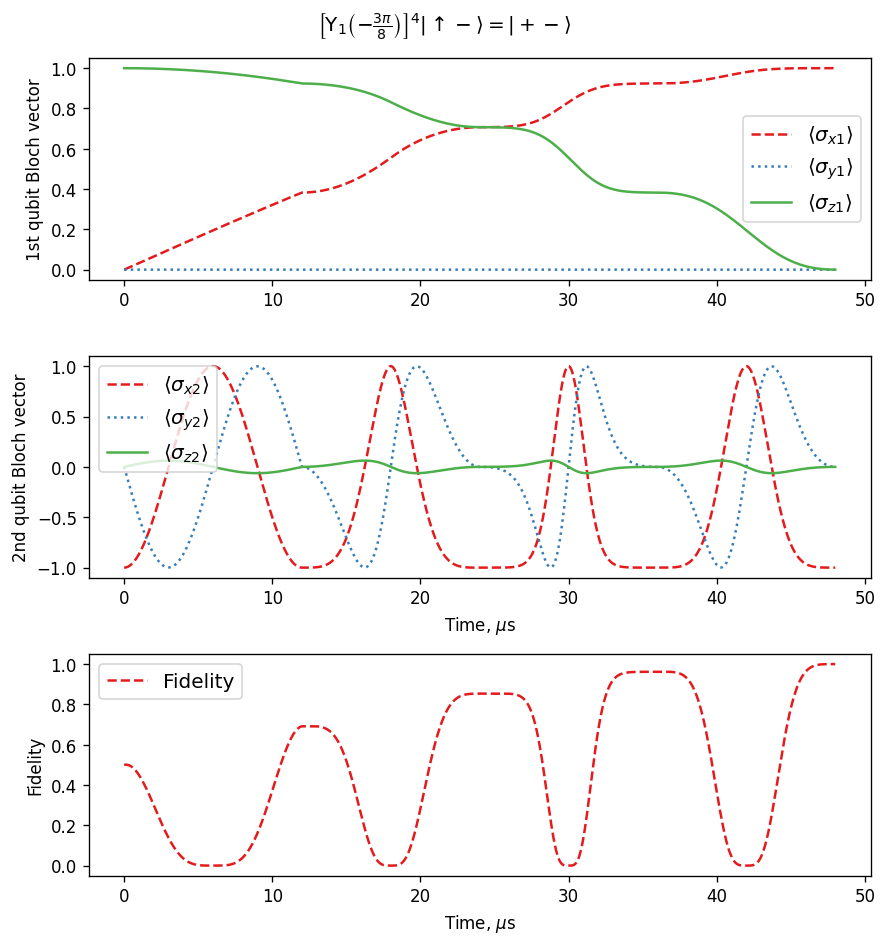 [Y₁(−3π/8)]⁴|↑ − ⟩ = | + − ⟩
1st qubit Bloch vector
1.0
0.8
0.6
0.4
0.2
0.0
⟨σx1⟩
⟨σy1⟩
⟨σz1⟩
0 10 20 30 40 50
2nd qubit Bloch vector
1.0
0.5
0.0
−0.5
−1.0
⟨σx2⟩
⟨σy2⟩
⟨σz2⟩
0 10 20 30 40 50
Time, μs
Fidelity
1.0
0.8
0.6
0.4
0.2
0.0
Fidelity
0 10 20 30 40 50
Time, μs